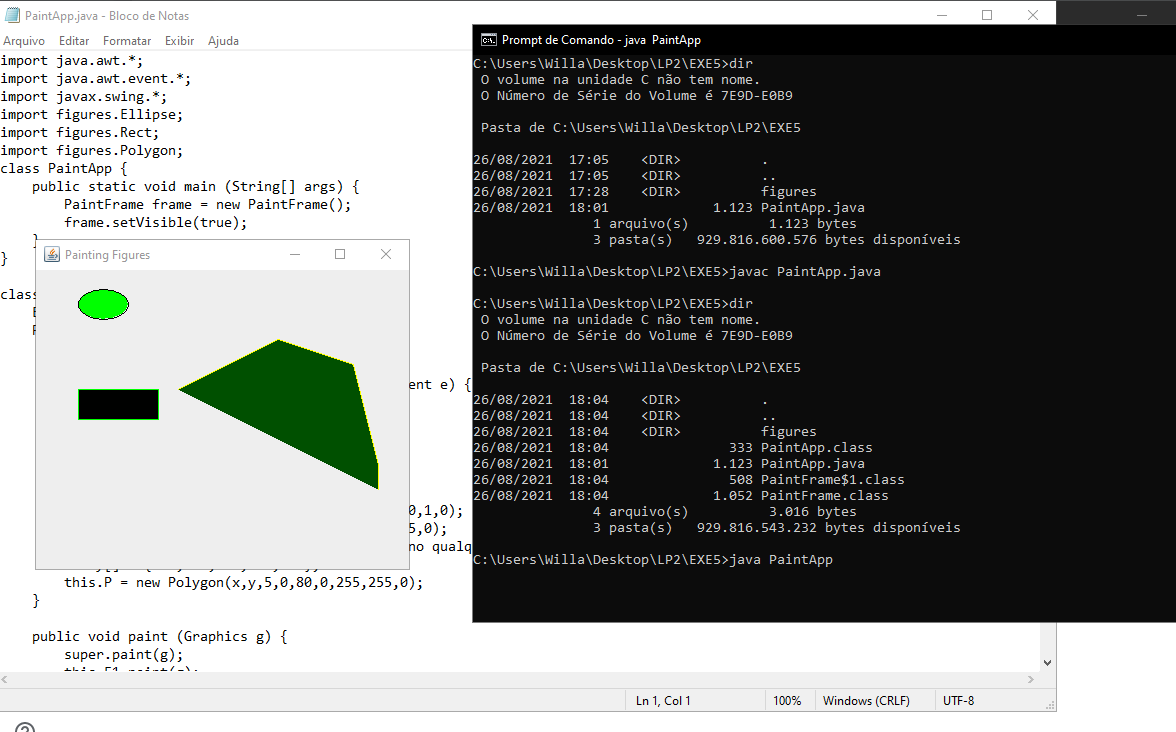 PaintApp.java - Bloco de Notas
Arquivo Editar Formatar Exibir Ajuda
import java.awt.*;
import java.awt.event.*;
import javax.swing.*;
import figures.Ellipse;
import figures.Rect;
import figures.Polygon;
class PaintApp {
    public static void main (String[] args) {
        PaintFrame frame = new PaintFrame();
        frame.setVisible(true);
    }
}
clas
Painting Figures
ent e) {
0,1,0);
5,0);
no qualq
        this.P = new Polygon(x,y,5,0,80,0,255,255,0);
    }
    public void paint (Graphics g) {
        super.paint(g);
        this.E1.paint(g);
Ln 1, Col 1 100% Windows (CRLF) UTF-8
Prompt de Comando - java PaintApp
C:\Users\Willa\Desktop\LP2\EXE5>dir
 O volume na unidade C não tem nome.
 O Número de Série do Volume é 7E9D-E0B9
 Pasta de C:\Users\Willa\Desktop\LP2\EXE5
26/08/2021  17:05    <DIR>          .
26/08/2021  17:05    <DIR>          ..
26/08/2021  17:28    <DIR>          figures
26/08/2021  18:01             1.123 PaintApp.java
               1 arquivo(s)          1.123 bytes
               3 pasta(s)   929.816.600.576 bytes disponíveis
C:\Users\Willa\Desktop\LP2\EXE5>javac PaintApp.java
C:\Users\Willa\Desktop\LP2\EXE5>dir
 O volume na unidade C não tem nome.
 O Número de Série do Volume é 7E9D-E0B9
 Pasta de C:\Users\Willa\Desktop\LP2\EXE5
26/08/2021  18:04    <DIR>          .
26/08/2021  18:04    <DIR>          ..
26/08/2021  18:04    <DIR>          figures
26/08/2021  18:04               333 PaintApp.class
26/08/2021  18:01             1.123 PaintApp.java
26/08/2021  18:04               508 PaintFrame$1.class
26/08/2021  18:04             1.052 PaintFrame.class
               4 arquivo(s)          3.016 bytes
               3 pasta(s)   929.816.543.232 bytes disponíveis
C:\Users\Willa\Desktop\LP2\EXE5>java PaintApp